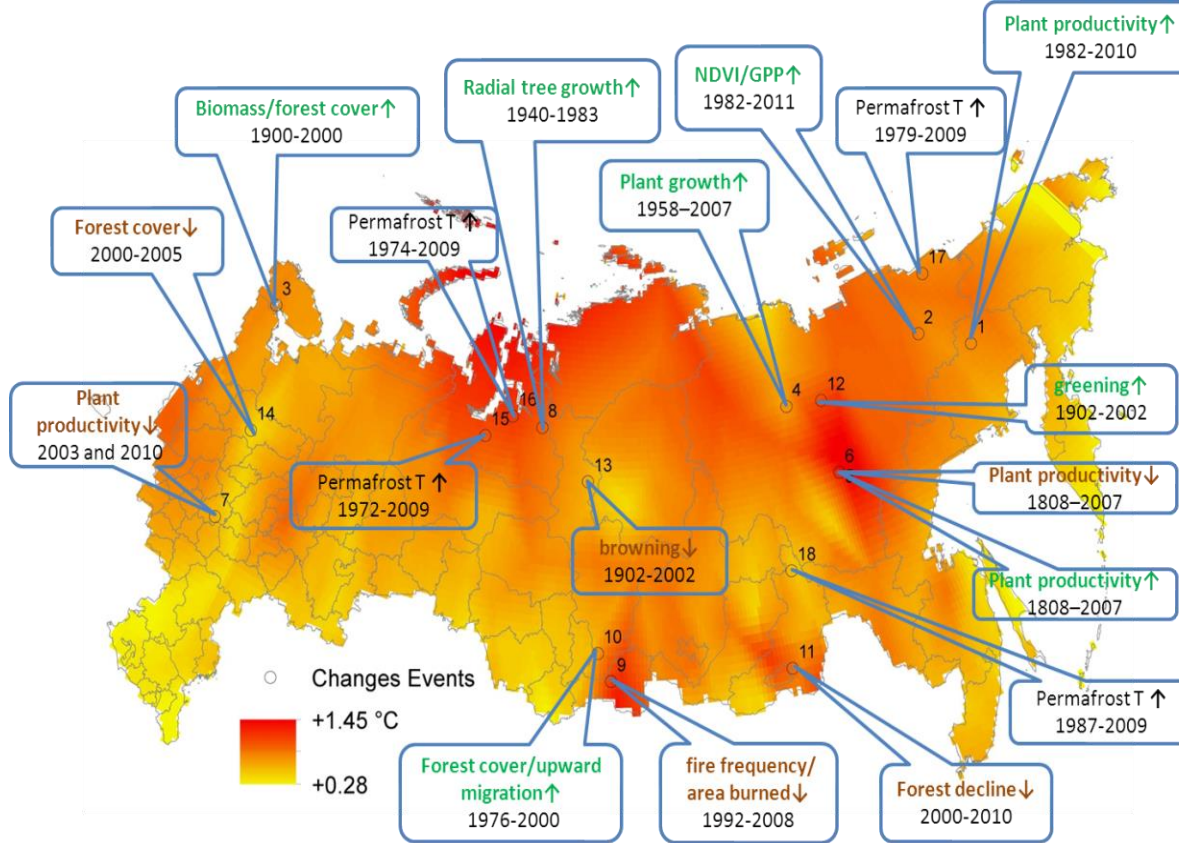 Plant productivity↑
1982-2010
NDVI/GPP↑
1982-2011
Radial tree growth↑
1940-1983
Biomass/forest cover↑
1900-2000
Permafrost T ↑
1979-2009
Plant growth↑
1958–2007
Forest cover↓
2000-2005
Permafrost T ↑
1974-2009
3
17
2
1
Plant
productivity↓
2003 and 2010
14
15
16
8
4
12
greening↑
1902-2002
7
Permafrost T ↑
1972-2009
13
6
Plant productivity↓
1808–2007
browning↓
1902-2002
18
Plant productivity↑
1808–2007
10
9
11
Changes Events
+1.45 °C
+0.28
Permafrost T ↑
1987-2009
Forest cover/upward
migration↑
1976-2000
fire frequency/
area burned↓
1992-2008
Forest decline↓
2000-2010